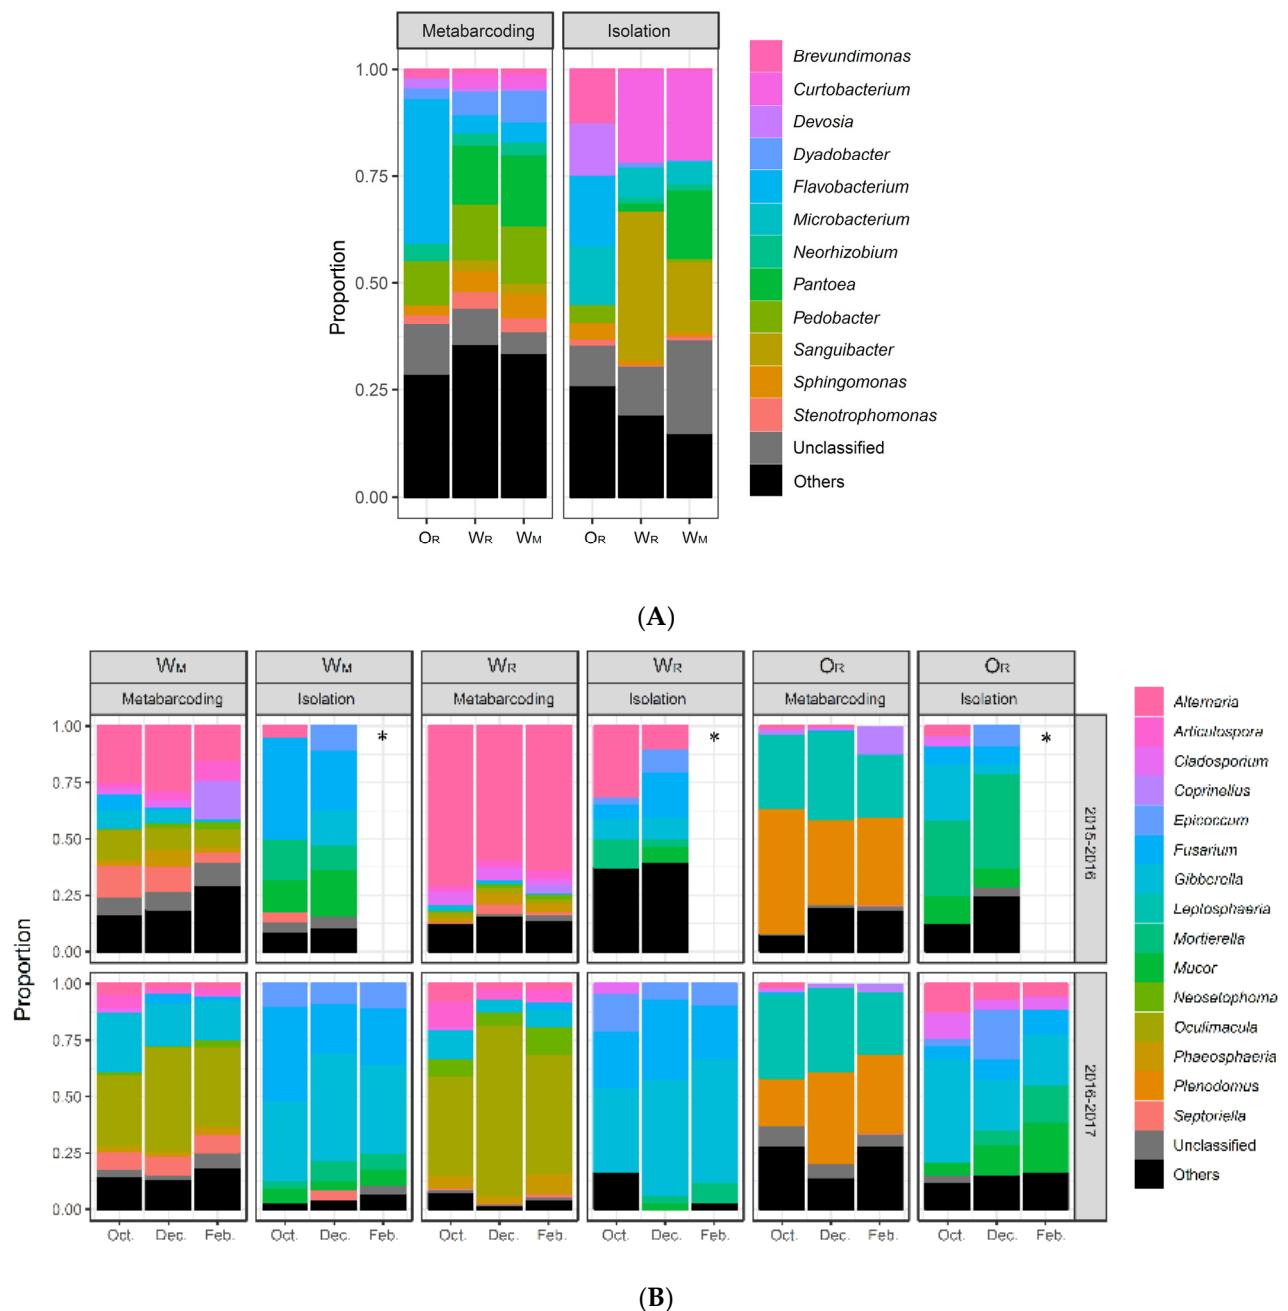 Metabarcoding Isolation
Proportion
1.00
0.75
0.50
0.25
0.00
OR WR WM OR WR WM
Brevundimonas
Curtobacterium
Devosia
Dyadobacter
Flavobacterium
Microbacterium
Neorhizobium
Pantoea
Pedobacter
Sanguibacter
Sphingomonas
Stenotrophomonas
Unclassified
Others
(A)
WM WM WR WR OR OR
Metabarcoding Isolation Metabarcoding Isolation Metabarcoding Isolation
Proportion
1.00
0.75
0.50
0.25
0.00
* * *
2015-2016
1.00
0.75
0.50
0.25
0.00
2016-2017
Oct. Dec. Feb. Oct. Dec. Feb. Oct. Dec. Feb. Oct. Dec. Feb. Oct. Dec. Feb. Oct. Dec. Feb.
Alternaria
Articulospora
Cladosporium
Coprinellus
Epicoccum
Fusarium
Gibberella
Leptosphaeria
Mortierella
Mucor
Neosetophoma
Oculimacula
Phaeosphaeria
Plenodomus
Septoriella
Unclassified
Others
(B)